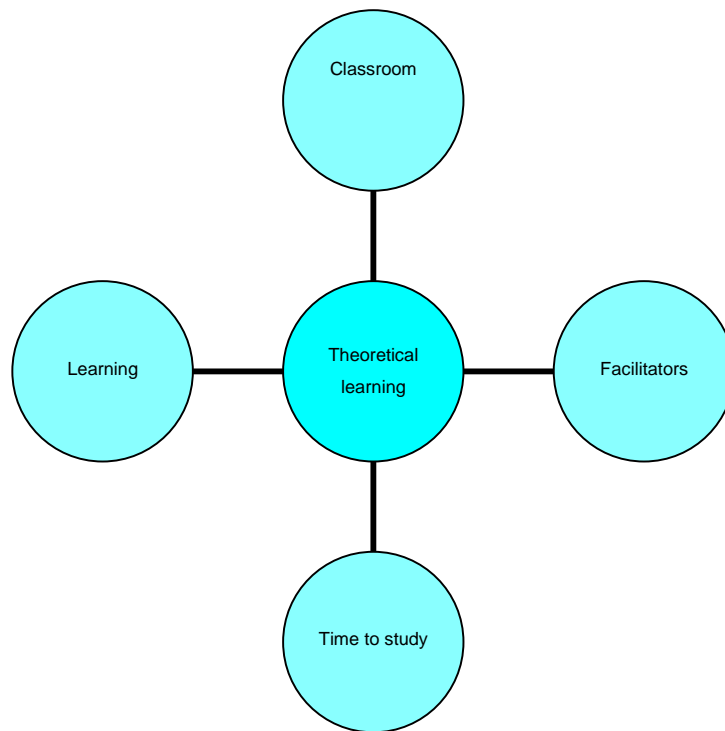 Classroom
Learning
Theoretical
learning
Facilitators
Time to study